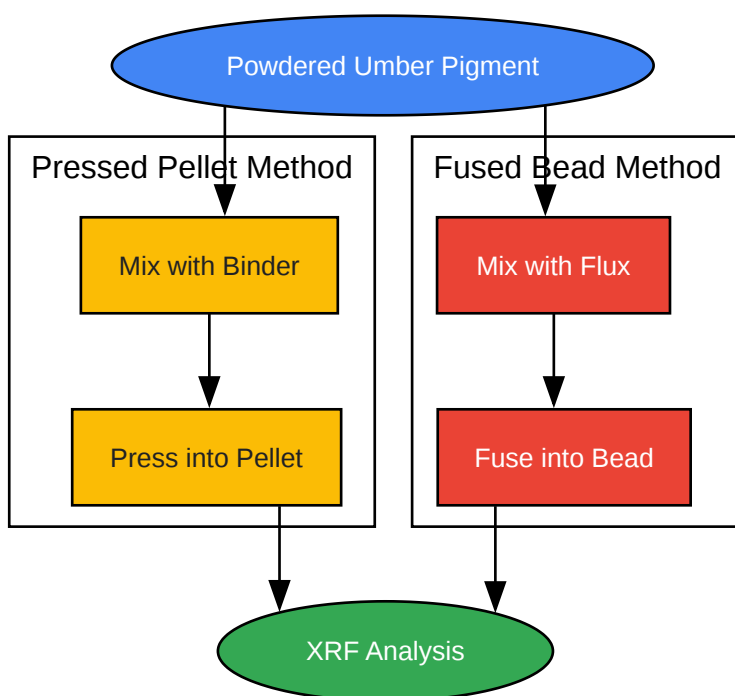 Powdered Umber Pigment
Pressed Pellet Method
Fused Bead Method
Mix with Binder
Mix with Flux
Press into Pellet
Fuse into Bead
XRF Analysis